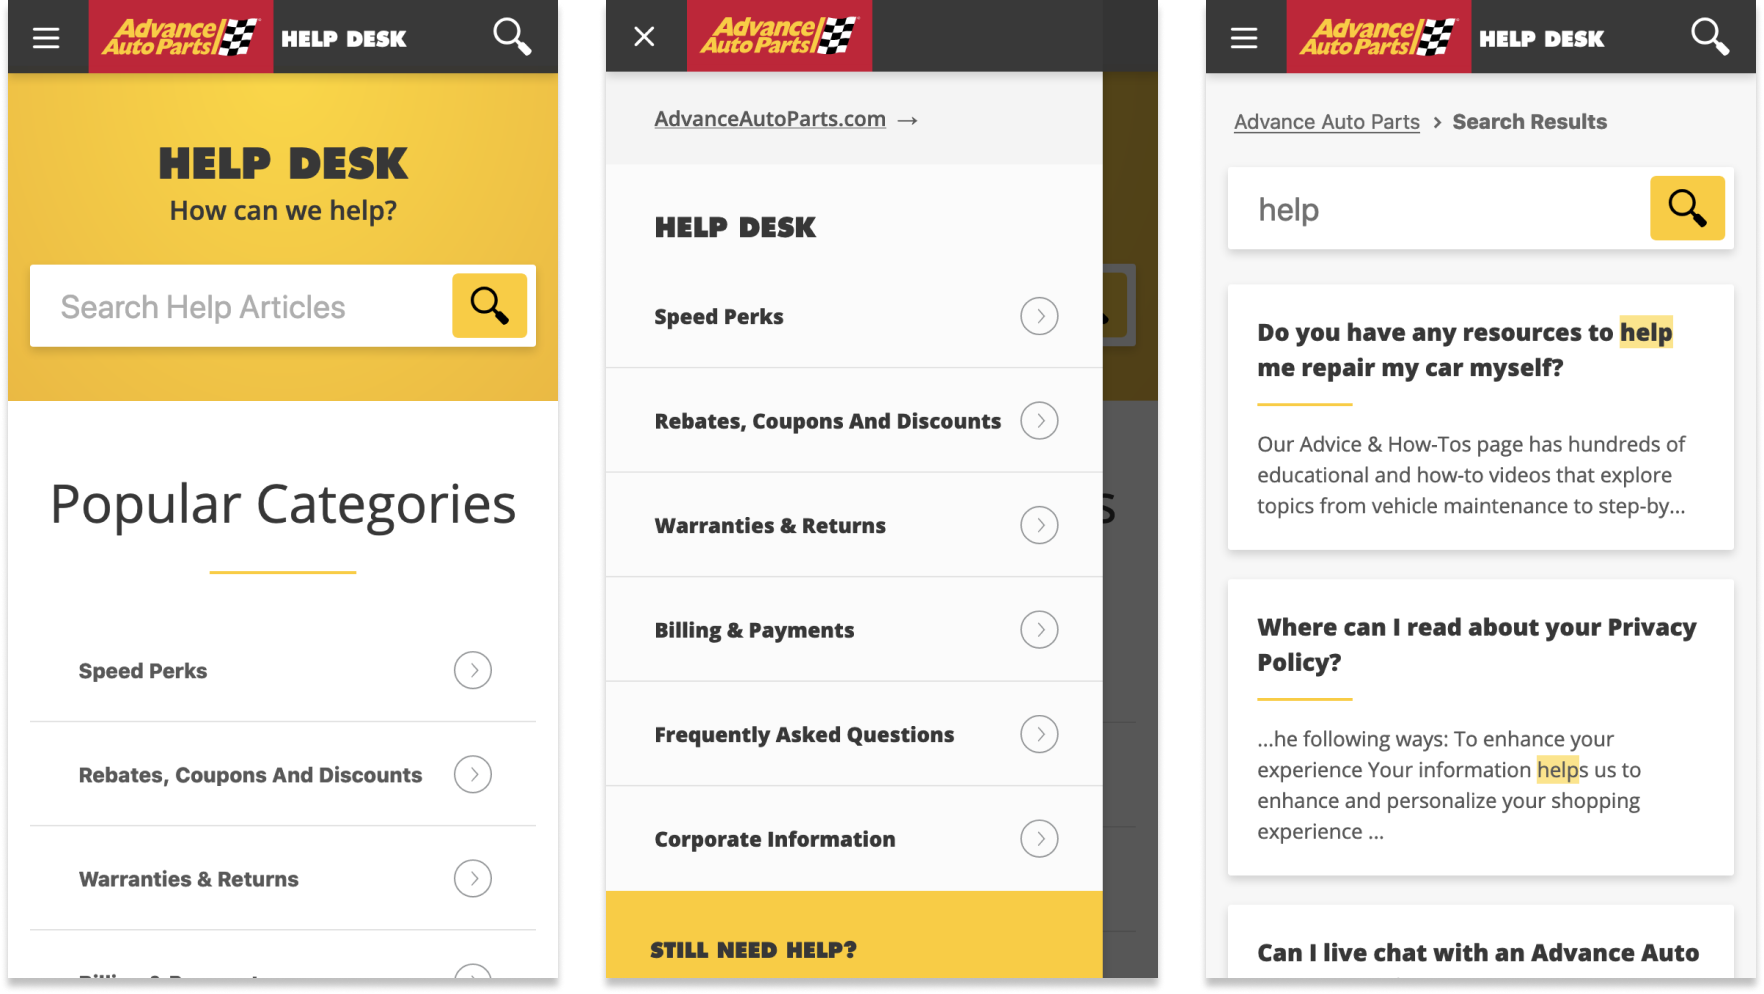 Advance
Auto Parts
HELP DESK
HELP DESK
How can we help?
Search Help Articles
Popular Categories
Speed Perks
Rebates, Coupons And Discounts
Warranties & Returns
Advance
Auto Parts
AdvanceAutoParts.com →
HELP DESK
Speed Perks
Rebates, Coupons And Discounts
Warranties & Returns
Billing & Payments
Frequently Asked Questions
Corporate Information
STILL NEED HELP?
s
Advance
Auto Parts
HELP DESK
Advance Auto Parts > Search Results
help
Do you have any resources to help
me repair my car myself?
Our Advice & How-Tos page has hundreds of
educational and how-to videos that explore
topics from vehicle maintenance to step-by...
Where can I read about your Privacy
Policy?
...he following ways: To enhance your
experience Your information helps us to
enhance and personalize your shopping
experience ...
Can I live chat with an Advance Auto